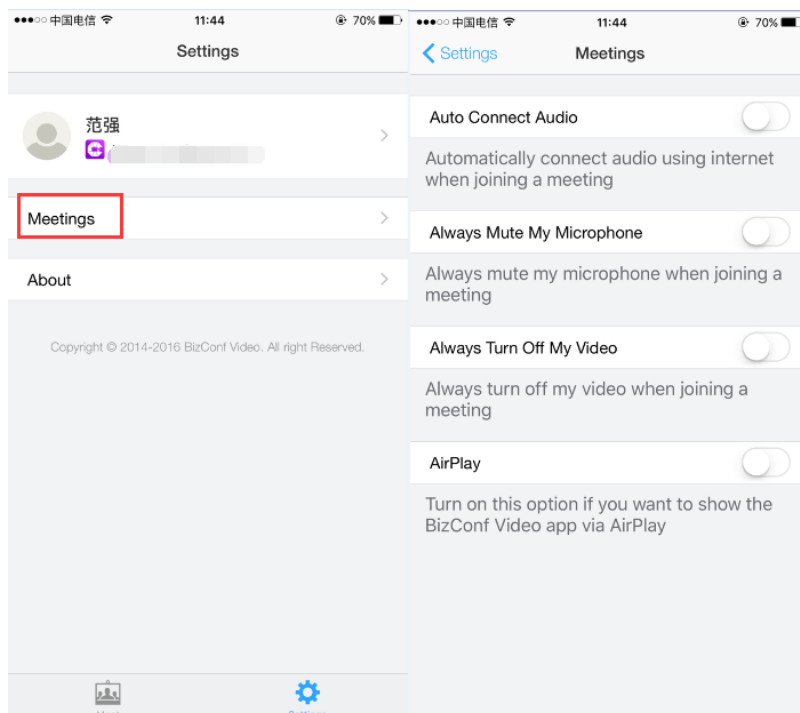 中国电信
11:44
70%
Settings
范强
Meetings
About
Copyright © 2014-2016 BizConf Video. All right Reserved.
中国电信
11:44
70%
Settings
Meetings
Auto Connect Audio
Automatically connect audio using internet
when joining a meeting
Always Mute My Microphone
Always mute my microphone when joining a
meeting
Always Turn Off My Video
Always turn off my video when joining a
meeting
AirPlay
Turn on this option if you want to show the
BizConf Video app via AirPlay